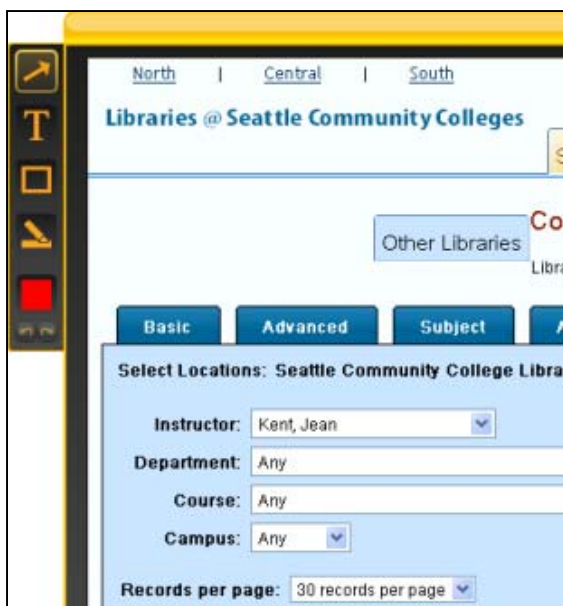 North | Central | South
Libraries @ Seattle Community Colleges
T
Other Libraries
Basic Advanced Subject
Select Locations: Seattle Community College Libra
Instructor: Kent, Jean
Department: Any
Course: Any
Campus: Any
Records per page: 30 records per page